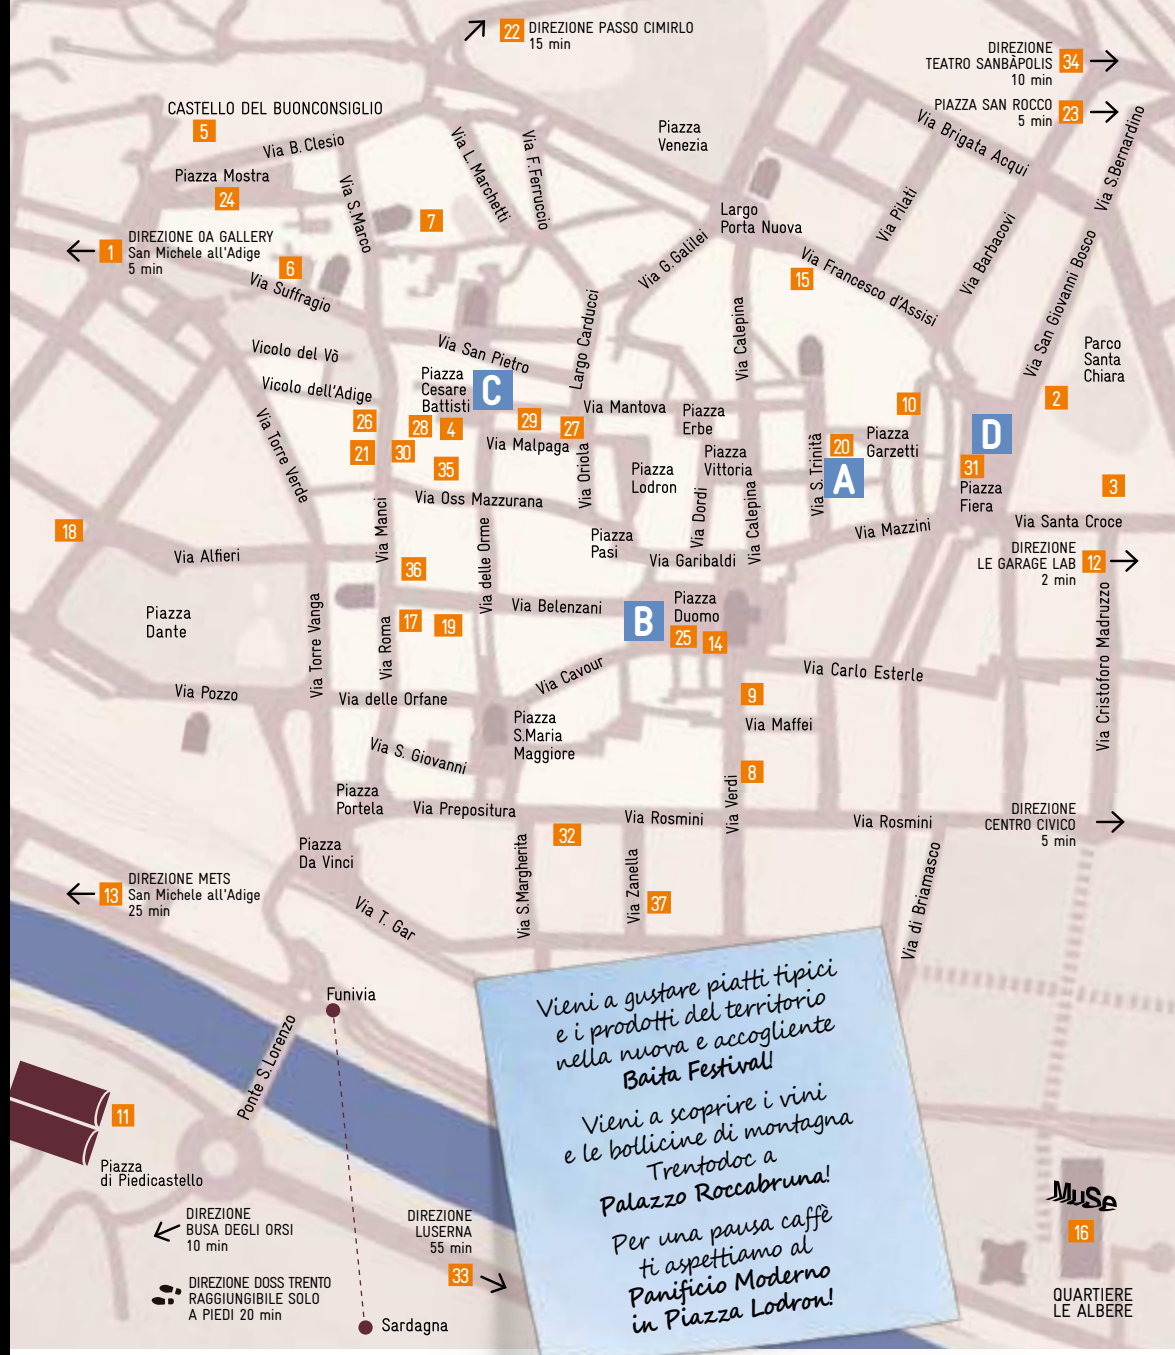 22 DIREZIONE PASSO CIMIRLO
15 min
DIREZIONE
TEATRO SANBÀPOLIS 34
10 min
PIAZZA SAN ROCCO 23
5 min
CASTELLO DEL BUONCONSIGLIO
5
Via B. Clesio
Piazza Mostra
24
Via S.Marco
Via L. Marchetti
Via F.Ferruccio
Piazza
Venezia
Via Brigata Acqui
Via S.Bernardino
7
Largo
Porta Nuova
Via Pilati
Via Barbacovi
1 DIREZIONE OA GALLERY
San Michele all'Adige
5 min
6
Via Suffragio
Via G.Galilei
15
Via Francesco d'Assisi
Via San Giovanni Bosco
Vicolo del Vò
Via San Pietro
Largo Carducci
Via Calepina
Parco
Santa
Chiara
Vicolo dell'Adige
Piazza
Cesare
Battisti
C
2
10
26
28
4
29
27
Via Mantova
Piazza
Erbe
D
21
30
Via Malpaga
Piazza
Vittoria
20
Piazza
Garzetti
Via Torre Verde
35
Via Oriola
Piazza
Lodron
Via S. Trinità
A
31
Piazza
Fiera
3
Via Oss Mazzurana
Via Dordi
Via Calepina
18
Via Manci
Via delle Orme
Piazza
Pasi
Via Garibaldi
Via Mazzini
Via Santa Croce
Via Alfieri
36
DIREZIONE
LE GARAGE LAB 12
2 min
Piazza
Dante
Via Torre Vanga
Via Roma
17
19
Via Belenzani
B
Piazza
Duomo
25
14
Via Cristoforo Madruzzo
Via Pozzo
Via delle Orfane
Via Cavour
Via Carlo Esterle
9
Via Maffei
Piazza
S.Maria
Maggiore
Via S. Giovanni
8
Piazza
Portela
Via Prepositura
Via Verdi
Via Rosmini
Via Rosmini
DIREZIONE
CENTRO CIVICO
5 min
32
Piazza
Da Vinci
Via S.Margherita
Via Zanella
37
Via di Briamasco
13 DIREZIONE METS
San Michele all'Adige
25 min
Via T. Gar
Funivia
Ponte S.Lorenzo
11
Piazza
di Piedicastello
DIREZIONE
BUSA DEGLI ORSI
10 min
DIREZIONE
LUSERNA
55 min
33
DIREZIONE DOSS TRENTO
RAGGIUNGIBILE SOLO
A PIEDI 20 min
Sardagna
Vieni a gustare piatti tipici
e i prodotti del territorio
nella nuova e accogliente
Baita Festival!
Vieni a scoprire i vini
e le bollicine di montagna
Trentodoc a
Palazzo Roccabruna!
Per una pausa caffè
ti aspettiamo al
Panificio Moderno
in Piazza Lodron!
MuSe
16
QUARTIERE
LE ALBERE